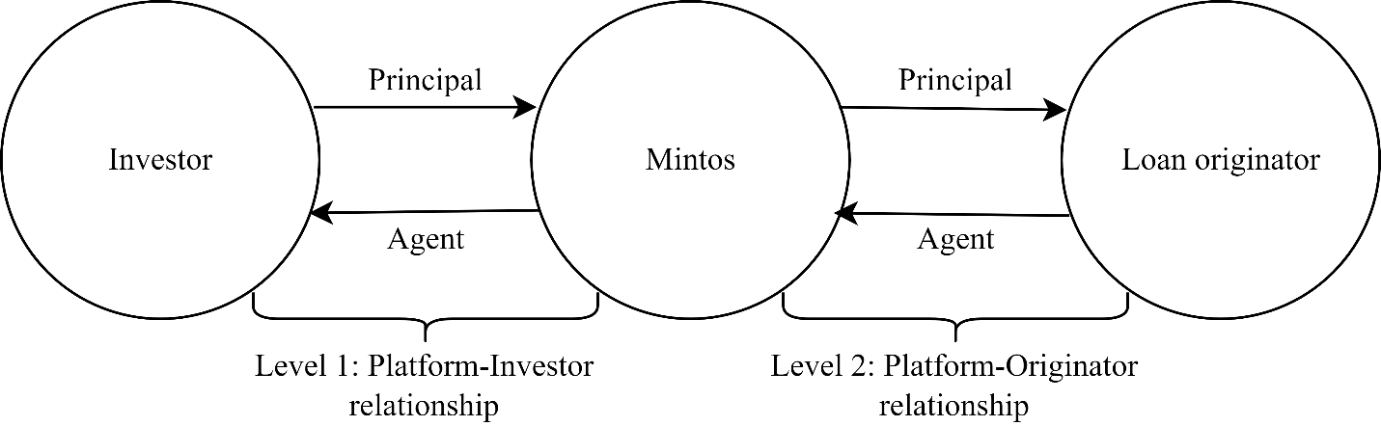 Principal
Principal
Investor
Mintos
Loan originator
Agent
Agent
Level 1: Platform-Investor
relationship
Level 2: Platform-Originator
relationship